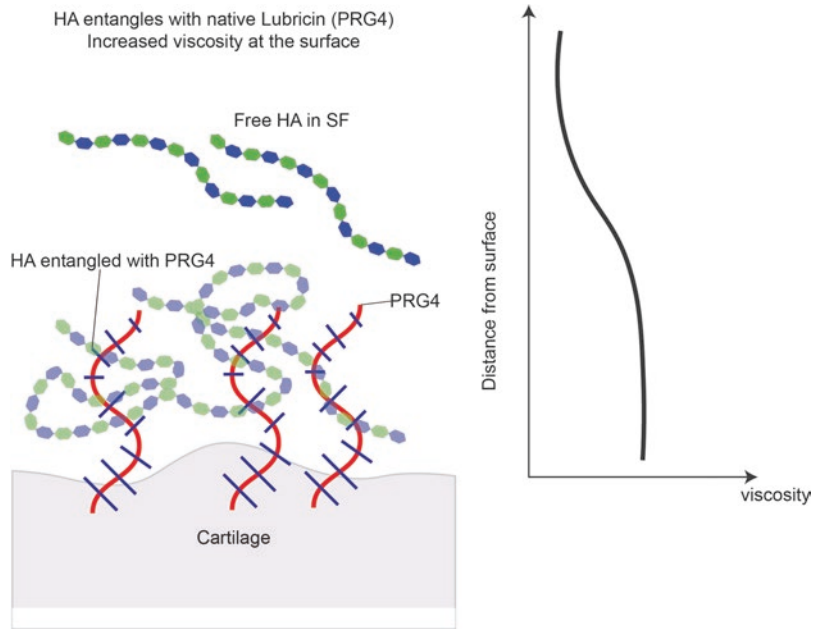 HA entangles with native Lubricin (PRG4)
Increased viscosity at the surface
Free HA in SF
HA entangled with PRG4
PRG4
Cartilage
Distance from surface
viscosity